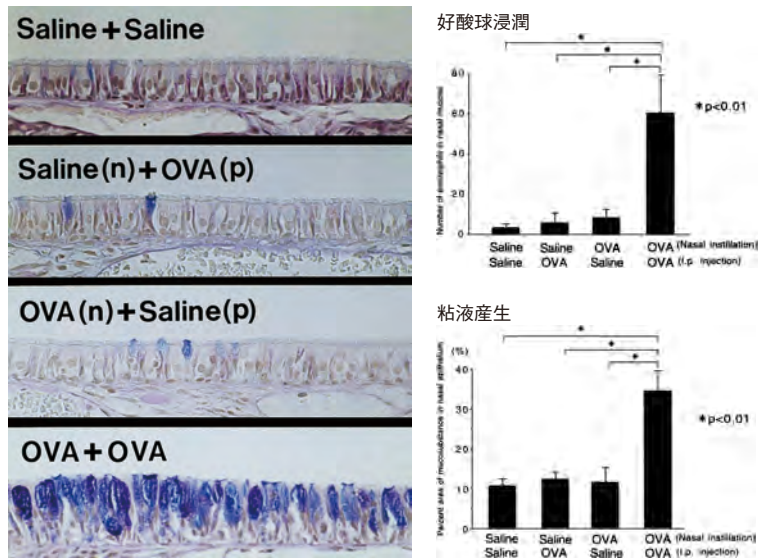 Saline + Saline
Saline(n) + OVA(p)
OVA(n) + Saline(p)
OVA + OVA
好酸球浸潤
*
*
*
*p<0.01
Number of eosinophils in nasal mucosa
80
60
40
20
0
Saline Saline OVA OVA (Nasal instillation)
Saline OVA Saline OVA (i.p. injection)
粘液産生
(%)
*
*
*
*p<0.01
Percent area of mucosubstance in nasal epithelium
40
30
20
10
0
Saline Saline OVA OVA (Nasal instillation)
Saline OVA Saline OVA (i.p. injection)